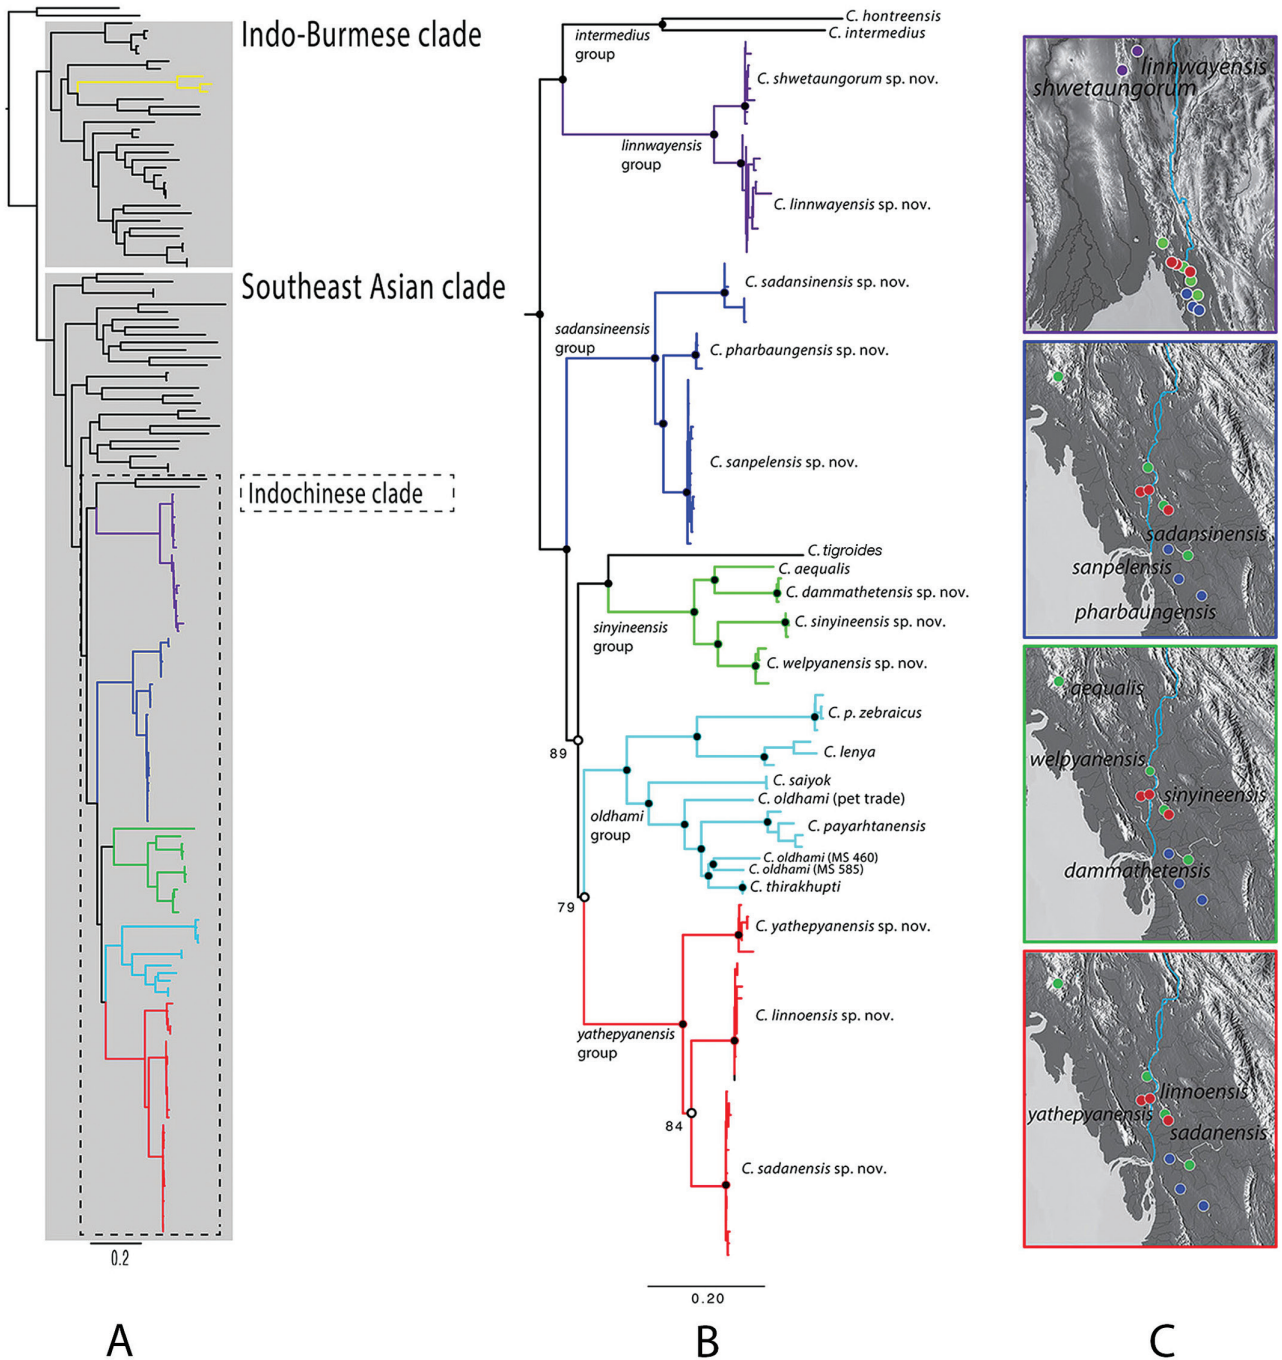 Indo-Burmese clade
Southeast Asian clade
Indochinese clade
0.2
A
intermedius
group
C. hontreensis
C. intermedius
C. shwetaungorum sp. nov.
linnwayensis
group
C. linnwayensis sp. nov.
C. sadansinensis sp. nov.
sadansineensis
group
C. pharbaungensis sp. nov.
C. sanpelensis sp. nov.
C. tigroides
C. aequalis
C. dammathetensis sp. nov.
sinyineensis
group
C. sinyineensis sp. nov.
C. welpyanensis sp. nov.
C. p. zebraicus
89
C. lenya
C. saiyok
C. oldhami (pet trade)
oldhami
group
C. payarhtanensis
C. oldhami (MS 460)
C. oldhami (MS 585)
C. thirakhupti
79
C. yathepyanensis sp. nov.
C. linnoensis sp. nov.
yathepyanensis
group
84
C. sadanensis sp. nov.
0.20
B
linnwayensis
shwetaungorum
sadansinensis
sanpelensis
pharbaungensis
aequalis
welpyanensis
sinyineensis
dammathetensis
linnoensis
yathepyanensis
sadanensis
C